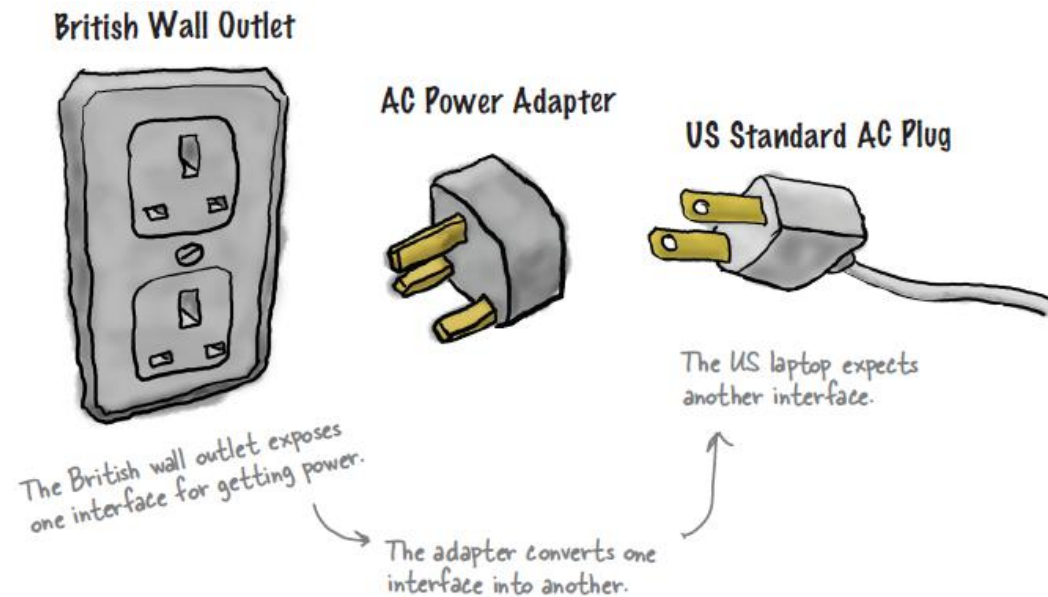 British Wall Outlet
AC Power Adapter
US Standard AC Plug
The US laptop expects
another interface.
The British wall outlet exposes
one interface for getting power.
The adapter converts one
interface into another.